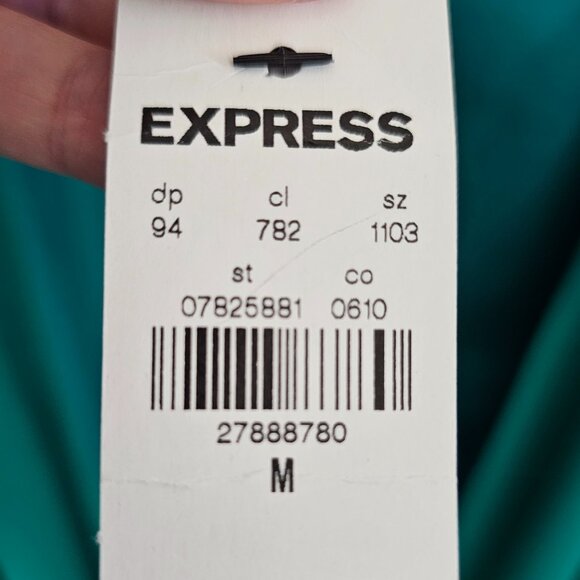 EXPRESS
dp cl sz
94 782 1103
st co
07825881 0610
27888780
M